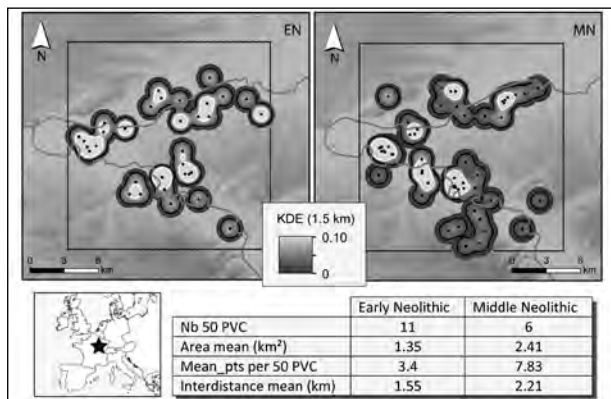 EN
MN
N
N
KDE (1.5 km)
0.10
0
0 3 6
km
0 3 6
km
Early Neolithic Middle Neolithic
Nb 50 PVC 11 6
Area mean (km²) 1.35 2.41
Mean_pts per 50 PVC 3.4 7.83
Interdistance mean (km) 1.55 2.21